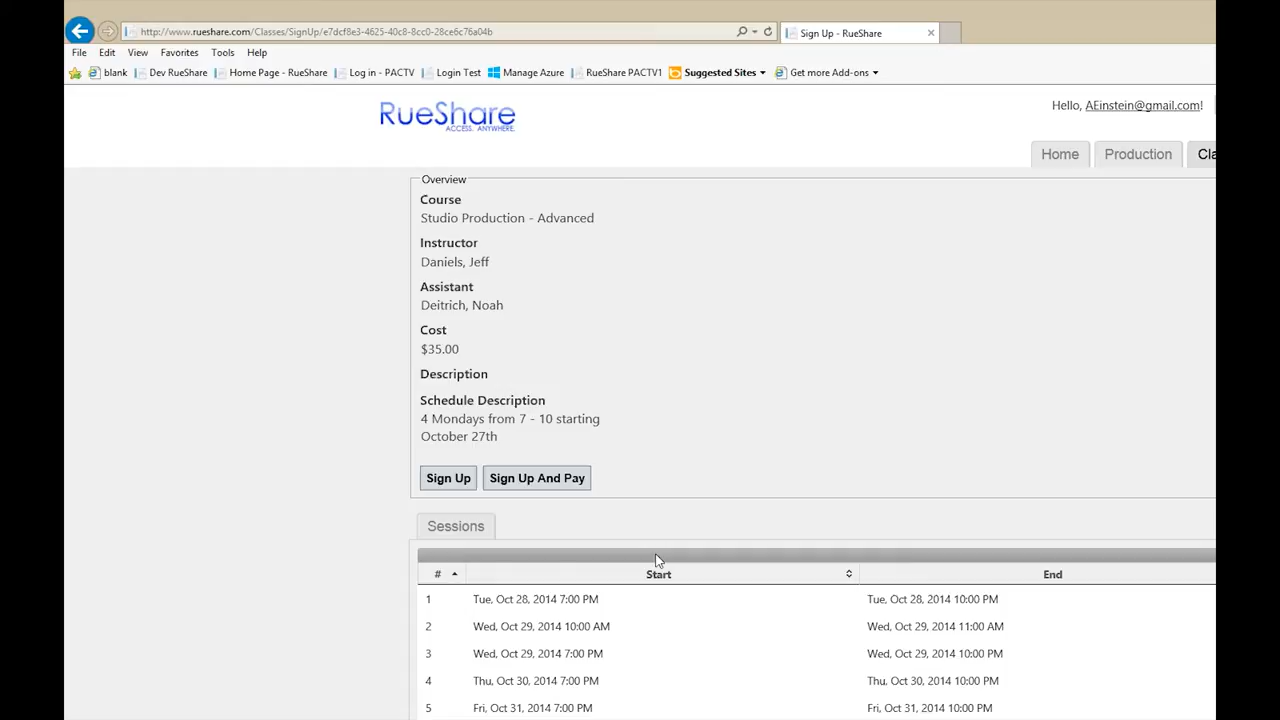 http://www.rueshare.com/Classes/SignUp/e7dcf8e3-4625-40c8-8cc0-28ce6c76a04b
Sign Up - RueShare
File Edit View Favorites Tools Help
blank Dev RueShare Home Page - RueShare Log in - PACTV Login Test Manage Azure RueShare PACTV1 Suggested Sites Get more Add-ons
RueShare
ACCESS. ANYWHERE.
Hello, AEinstein@gmail.com!
Home Production Cla
Overview
Course
Studio Production - Advanced
Instructor
Daniels, Jeff
Assistant
Deitrich, Noah
Cost
$35.00
Description
Schedule Description
4 Mondays from 7 - 10 starting
October 27th
Sign Up Sign Up And Pay
Sessions
# Start End
1 Tue, Oct 28, 2014 7:00 PM Tue, Oct 28, 2014 10:00 PM
2 Wed, Oct 29, 2014 10:00 AM Wed, Oct 29, 2014 11:00 AM
3 Wed, Oct 29, 2014 7:00 PM Wed, Oct 29, 2014 10:00 PM
4 Thu, Oct 30, 2014 7:00 PM Thu, Oct 30, 2014 10:00 PM
5 Fri, Oct 31, 2014 7:00 PM Fri, Oct 31, 2014 10:00 PM